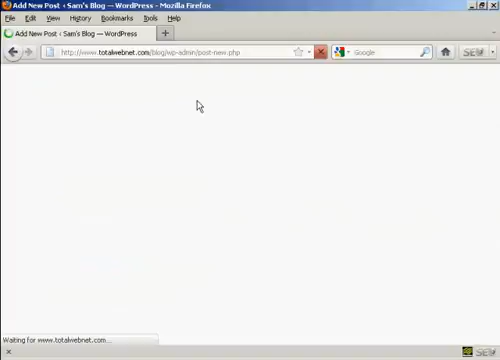 Add New Post ‹ Sam's Blog — WordPress - Mozilla Firefox
File Edit View History Bookmarks Tools Help
Add New Post ‹ Sam's Blog — WordPress
http://www.totalwebnet.com/blog/wp-admin/post-new.php
Google
Waiting for www.totalwebnet.com...